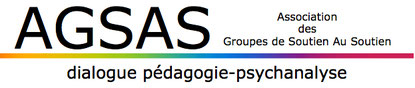 AGSAS
Association
des
Groupes de Soutien Au Soutien
dialogue pédagogie-psychanalyse